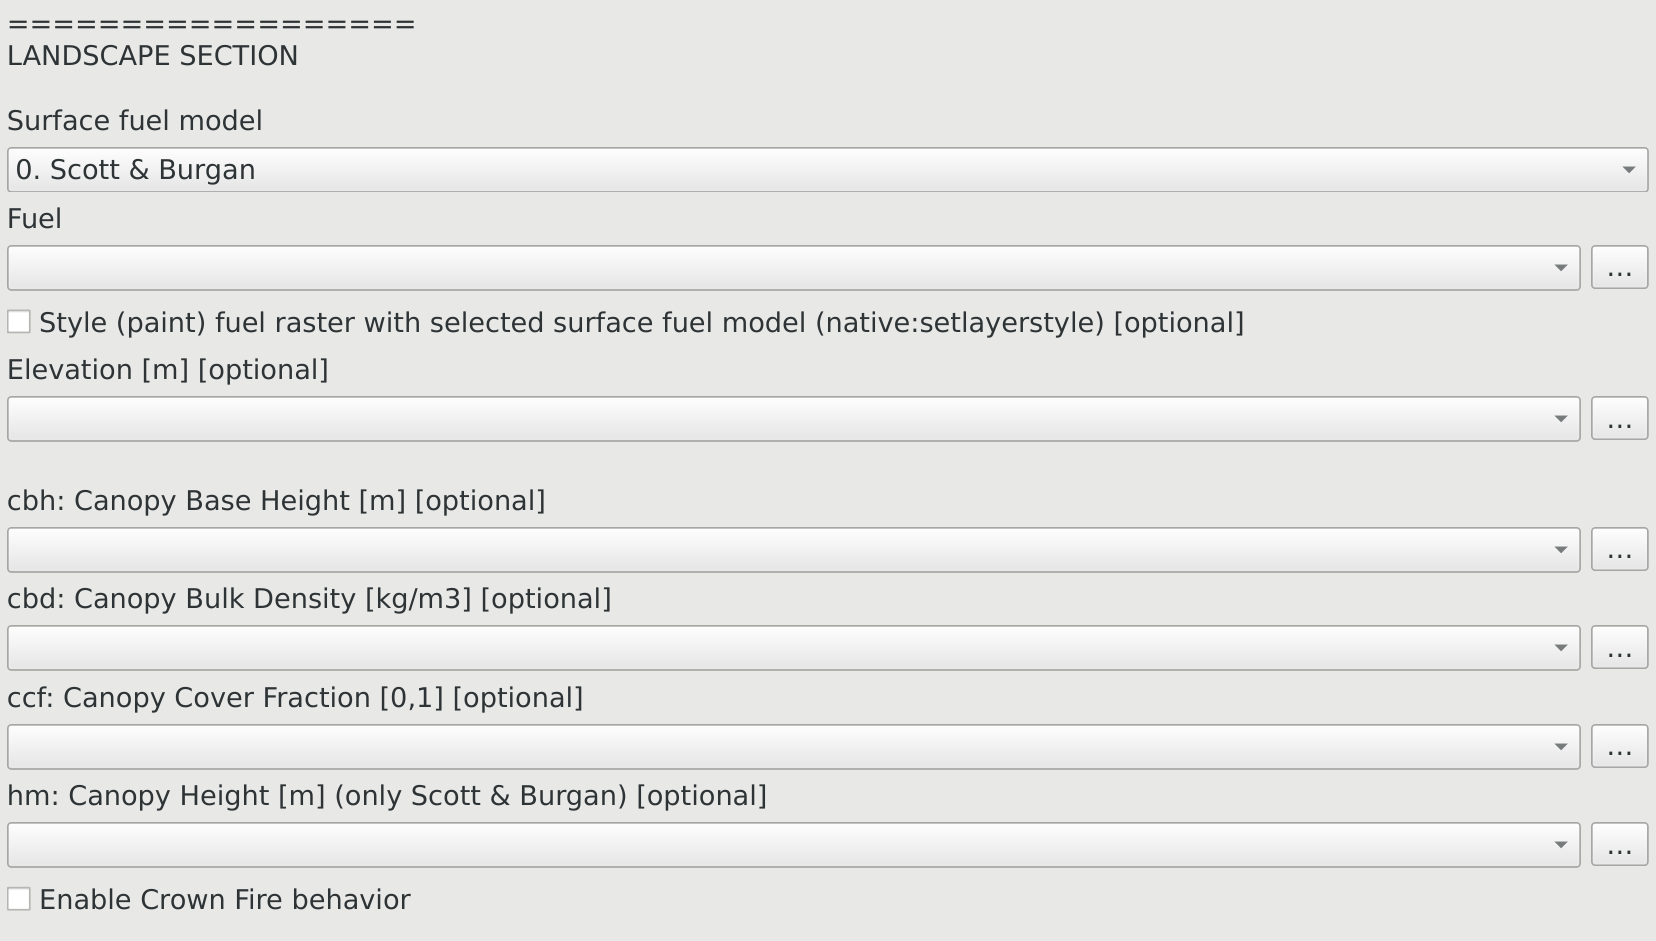 ==================
LANDSCAPE SECTION
Surface fuel model
0. Scott & Burgan
Fuel
...
Style (paint) fuel raster with selected surface fuel model (native:setlayerstyle) [optional]
Elevation [m] [optional]
...
cbh: Canopy Base Height [m] [optional]
...
cbd: Canopy Bulk Density [kg/m3] [optional]
...
ccf: Canopy Cover Fraction [0,1] [optional]
...
hm: Canopy Height [m] (only Scott & Burgan) [optional]
...
Enable Crown Fire behavior